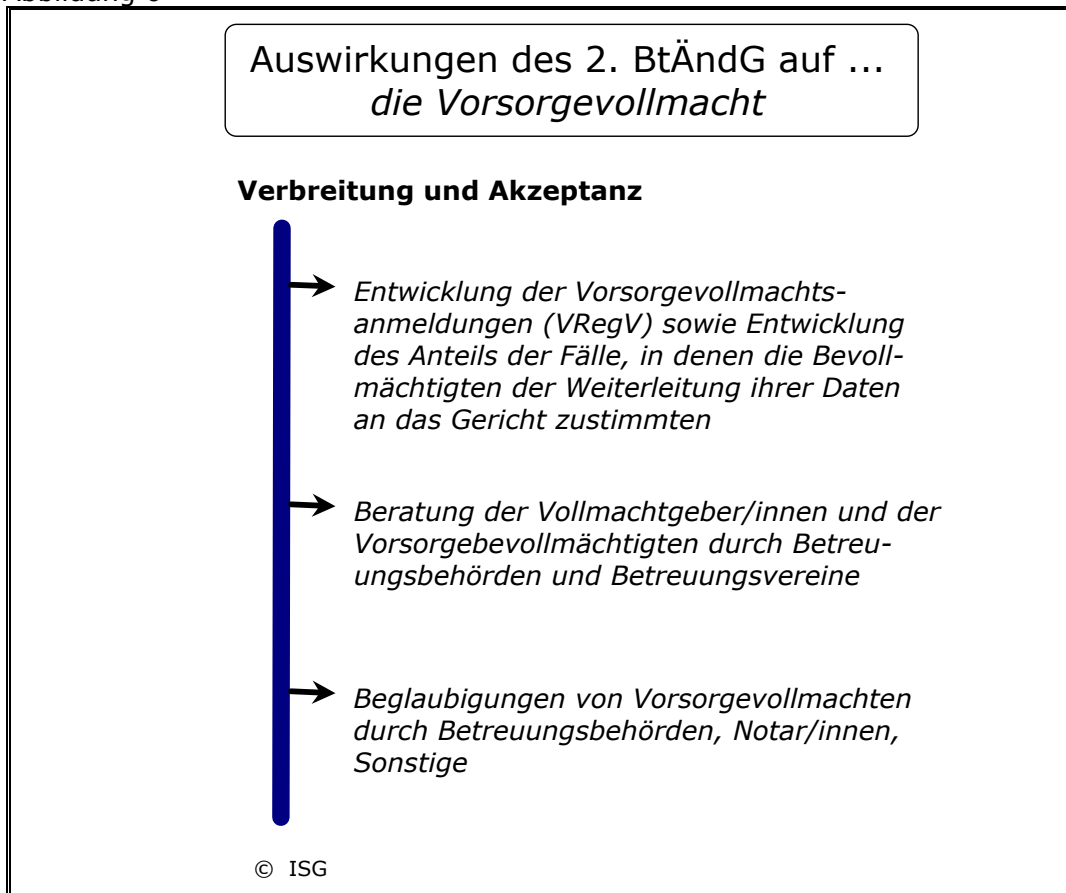 Auswirkungen des 2. BtÄndG auf ...
die Vorsorgevollmacht
Verbreitung und Akzeptanz
Entwicklung der Vorsorgevollmachts-
anmeldungen (VRegV) sowie Entwicklung
des Anteils der Fälle, in denen die Bevoll-
mächtigten der Weiterleitung ihrer Daten
an das Gericht zustimmten
Beratung der Vollmachtgeber/innen und der
Vorsorgebevollmächtigten durch Betreu-
ungsbehörden und Betreuungsvereine
Beglaubigungen von Vorsorgevollmachten
durch Betreuungsbehörden, Notar/innen,
Sonstige
© ISG